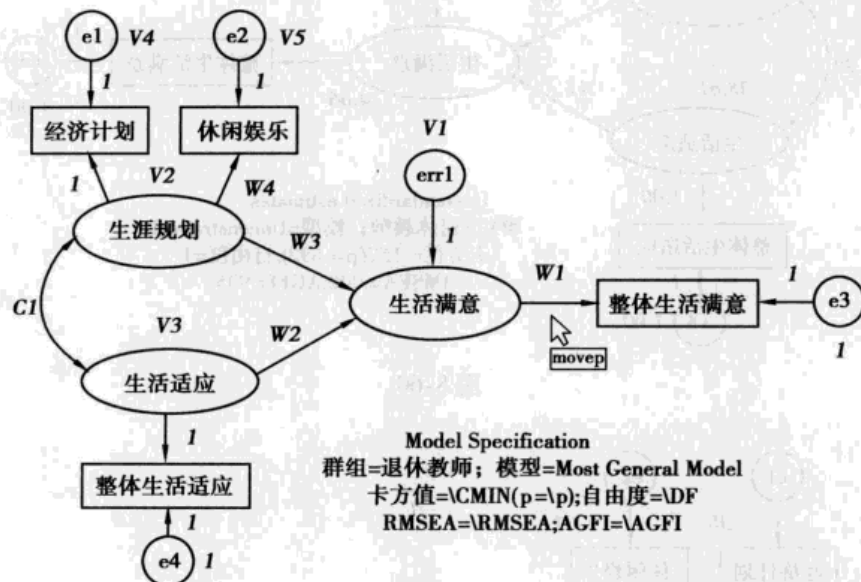 e1 V4 e2 V5
1 1
经济计划 休闲娱乐
V1
err1
1 V2 W4
生涯规划 W3
1
W1
C1 生活满意 整体生活满意 1 e3
V3 W2
movep 1
生活适应
1
Model Specification
整体生活适应 群组=退休教师；模型=Most General Model
卡方值=\CMIN(p=\p);自由度=\DF
1
RMSEA=\RMSEA;AGFI=\AGFI
e4 1